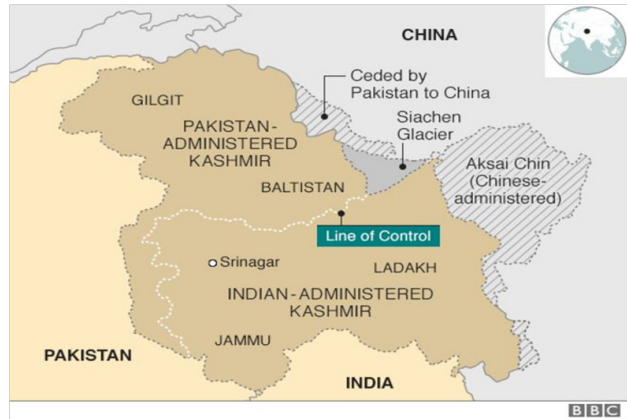 CHINA
Ceded by
Pakistan to China
GILGIT
Siachen
Glacier
PAKISTAN-
ADMINISTERED
KASHMIR
Aksai Chin
(Chinese-
administered)
BALTISTAN
Line of Control
Srinagar
LADAKH
INDIAN-ADMINISTERED
KASHMIR
JAMMU
PAKISTAN
INDIA
BBC